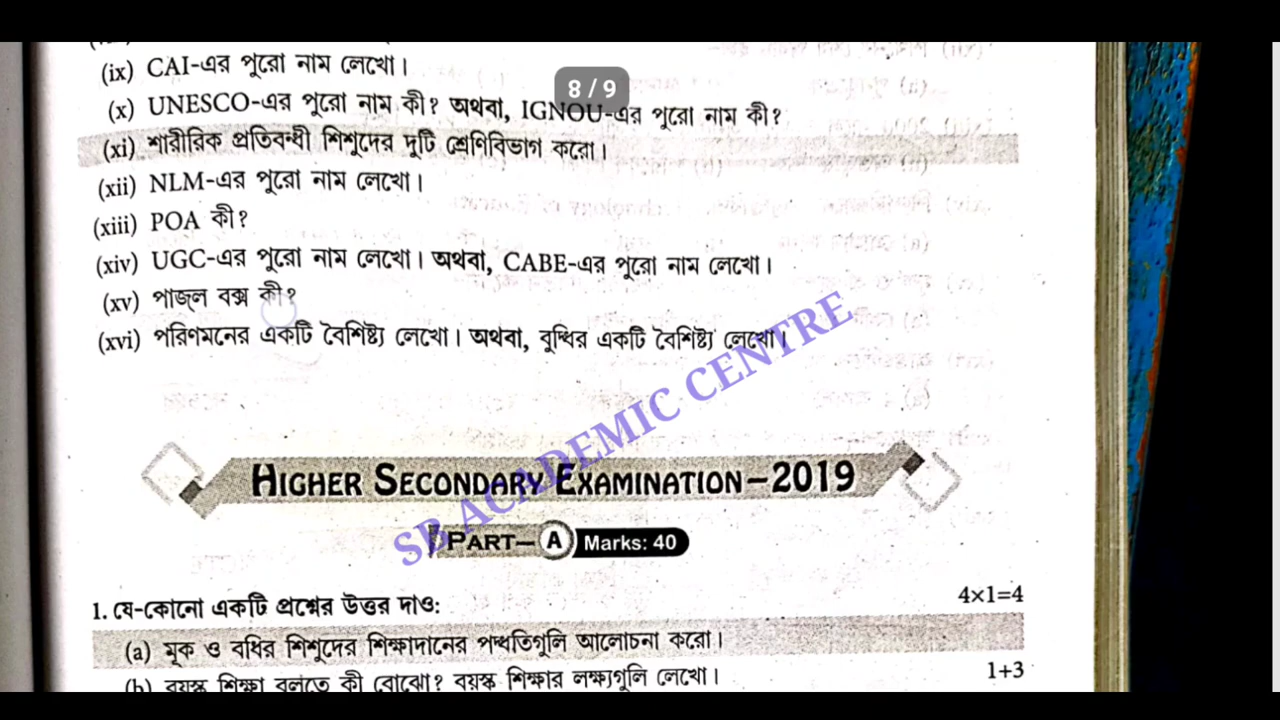 (ix) CAI-এর পুরো নাম লেখো।
8 / 9
(x) UNESCO-এর পুরো নাম কী? অথবা, IGNOU-এর পুরো নাম কী?
(xi) শারীরিক প্রতিবন্ধী শিশুদের দুটি শ্রেণিবিভাগ করো।
(xii) NLM-এর পুরো নাম লেখো।
(xiii) POA কী?
(xiv) UGC-এর পুরো নাম লেখো। অথবা, CABE-এর পুরো নাম লেখো।
(xv) পাজ্‌ল বক্স কী?
(xvi) পরিণমনের একটি বৈশিষ্ট্য লেখো। অথবা, বুদ্ধির একটি বৈশিষ্ট্য লেখো।
SB ACADEMIC CENTRE
HIGHER SECONDARY EXAMINATION–2019
PART– A Marks: 40
1. যে-কোনো একটি প্রশ্নের উত্তর দাও: 4×1=4
(a) মূক ও বধির শিশুদের শিক্ষাদানের পদ্ধতিগুলি আলোচনা করো।
(b) বয়স্ক শিক্ষা বলতে কী বোঝো? বয়স্ক শিক্ষার লক্ষ্যগুলি লেখো। 1+3